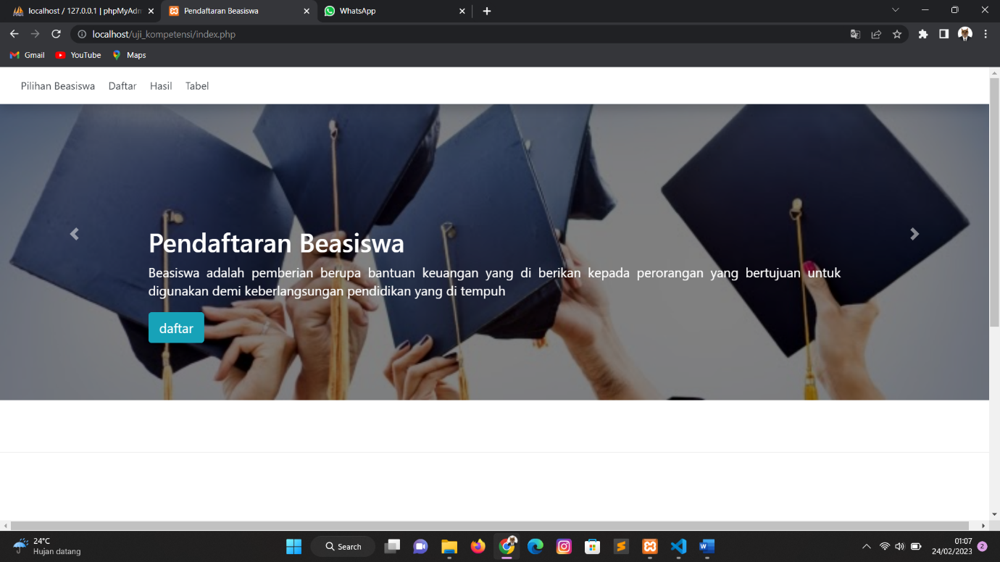 localhost / 127.0.0.1 | phpMyAdm
Pendaftaran Beasiswa
WhatsApp
localhost/uji_kompetensi/index.php
Gmail
YouTube
Maps
Pilihan Beasiswa
Daftar
Hasil
Tabel
Pendaftaran Beasiswa
Beasiswa adalah pemberian berupa bantuan keuangan yang di berikan kepada perorangan yang bertujuan untuk
digunakan demi keberlangsungan pendidikan yang di tempuh
daftar
24°C
Hujan datang
Search
01:07
24/02/2023
2